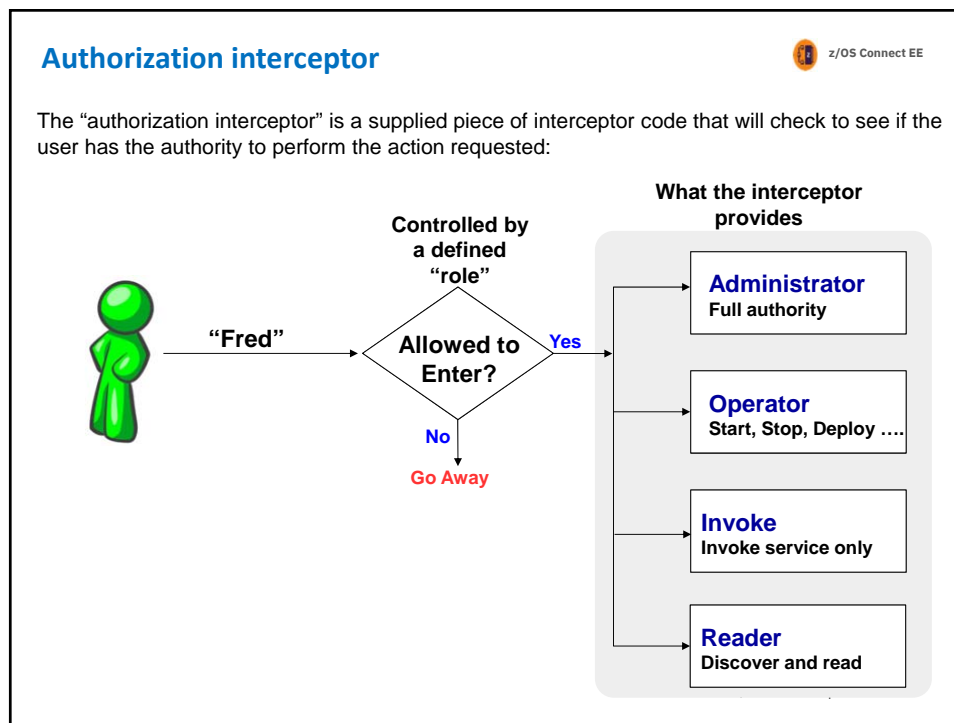 Authorization interceptor
z/OS Connect EE
The “authorization interceptor” is a supplied piece of interceptor code that will check to see if the
user has the authority to perform the action requested:
What the interceptor
provides
Controlled by
a defined
“role”
“Fred”
Allowed to
Enter?
Yes
No
Go Away
Administrator
Full authority
Operator
Start, Stop, Deploy ….
Invoke
Invoke service only
Reader
Discover and read